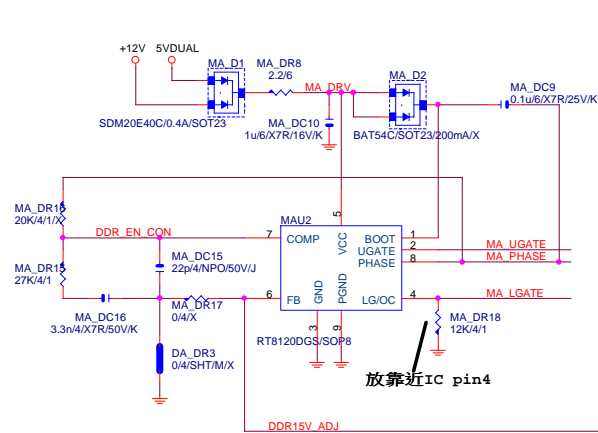 +12V
5VDUAL
MA_D1
MA_DR8
2.2/6
MA_DRV
MA_D2
MA_DC9
0.1u/6/X7R/25V/K
SDM20E40C/0.4A/SOT23
MA_DC10
1u/6/X7R/16V/K
BAT54C/SOT23/200mA/X
MA_DR16
20K/4/1/X
DDR_EN_CON
MAU2
7
COMP
5
VCC
BOOT
1
UGATE
2
MA_UGATE
PHASE
8
MA_PHASE
MA_DR15
27K/4/1
MA_DC15
22p/4/NPO/50V/J
6
FB
GND
PGND
LG/OC
4
MA_LGATE
MA_DC16
3.3n/4/X7R/50V/K
MA_DR17
0/4/X
3
9
RT8120DGS/SOP8
MA_DR18
12K/4/1
DA_DR3
0/4/SHT/M/X
放靠近IC pin4
DDR15V_ADJ